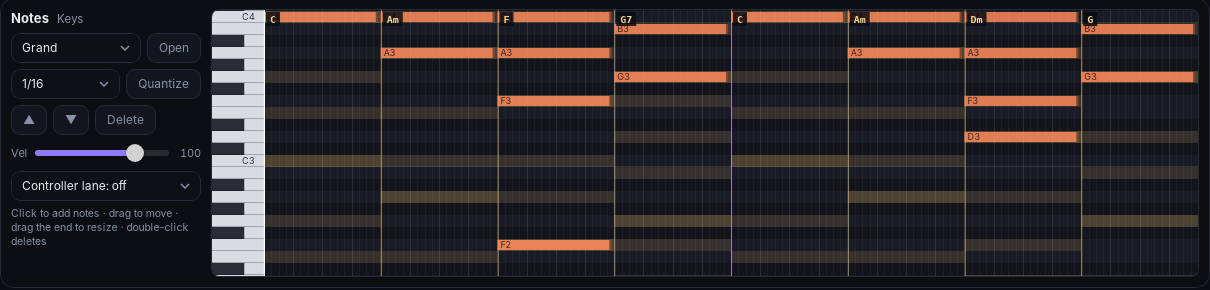 Notes Keys
Grand Open
1/16 Quantize
▲ ▼ Delete
Vel 100
Controller lane: off
Click to add notes · drag to move ·
drag the end to resize · double-click
deletes
C4 C Am F G7 C Am Dm G
B3 B3
A3 A3 A3 A3
G3 G3
F3 F3
D3
C3
F2